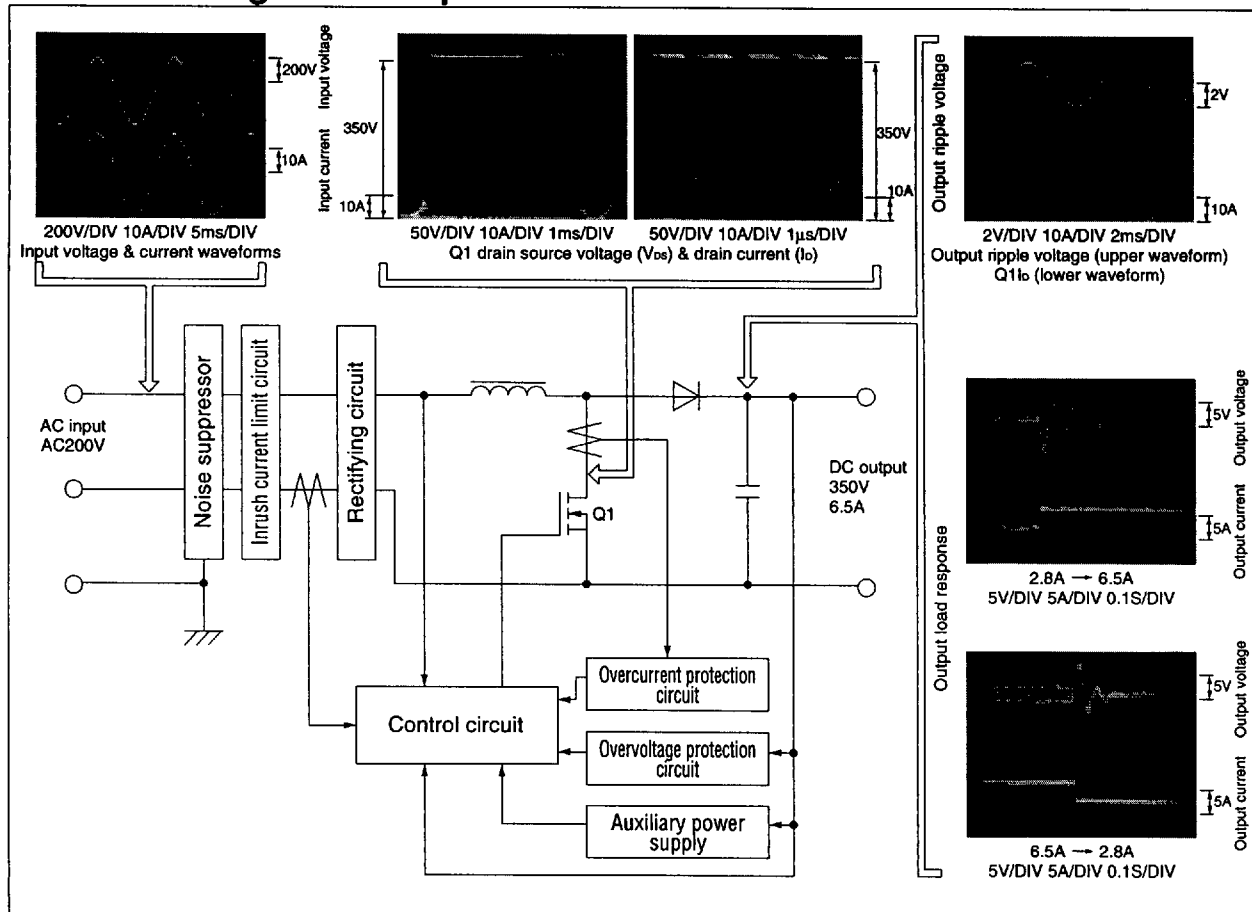 200V
Input voltage
10A
Input current
200V/DIV 10A/DIV 5ms/DIV
Input voltage & current waveforms
350V
10A
50V/DIV 10A/DIV 1ms/DIV
350V
10A
50V/DIV 10A/DIV 1µs/DIV
Q1 drain source voltage (VDS) & drain current (ID)
Output ripple voltage
2V
10A
2V/DIV 10A/DIV 2ms/DIV
Output ripple voltage (upper waveform)
Q1ID (lower waveform)
AC input
AC200V
Noise suppressor
Inrush current limit circuit
Rectifying circuit
Q1
DC output
350V
6.5A
Control circuit
Overcurrent protection
circuit
Overvoltage protection
circuit
Auxiliary power
supply
Output load response
5V
Output voltage
5A
Output current
2.8A → 6.5A
5V/DIV 5A/DIV 0.1S/DIV
5V
Output voltage
5A
Output current
6.5A → 2.8A
5V/DIV 5A/DIV 0.1S/DIV